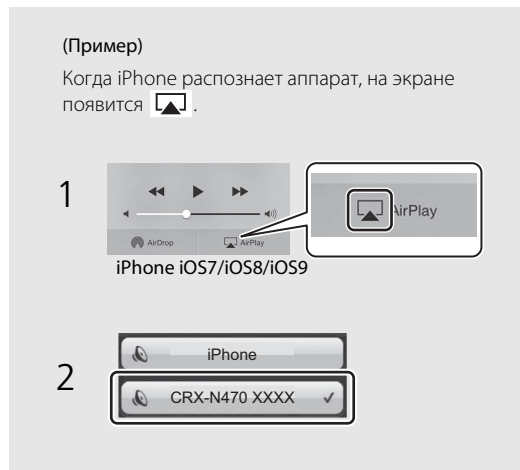 (Пример)
Когда iPhone распознает аппарат, на экране
появится .
1
AirDrop
AirPlay
AirPlay
iPhone iOS7/iOS8/iOS9
2
iPhone
CRX-N470 XXXX